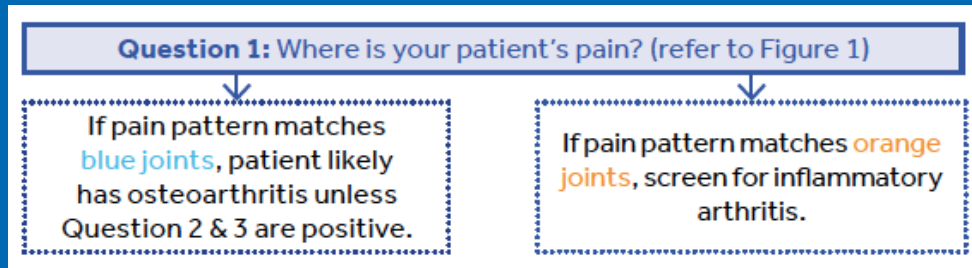 Question 1: Where is your patient's pain? (refer to Figure 1)
If pain pattern matches
blue joints, patient likely
has osteoarthritis unless
Question 2 & 3 are positive.
If pain pattern matches orange
joints, screen for inflammatory
arthritis.